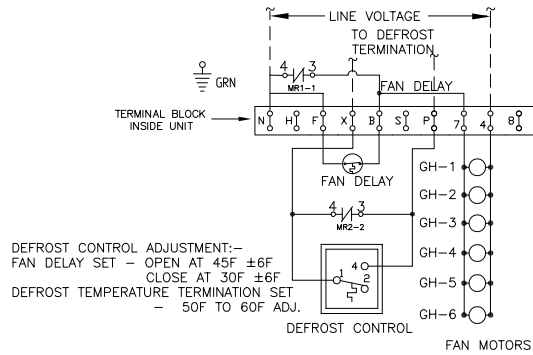 LINE VOLTAGE
TO DEFROST
TERMINATION
4 3
MR1-1
GRN
FAN DELAY
TERMINAL BLOCK
INSIDE UNIT
N H F X B S P 7 4 8
GH-1
FAN DELAY
GH-2
4 3
MR2-2
GH-3
DEFROST CONTROL ADJUSTMENT:-
FAN DELAY SET - OPEN AT 45F ±6F
CLOSE AT 30F ±6F
DEFROST TEMPERATURE TERMINATION SET
- 50F TO 60F ADJ.
4
1
2
GH-4
GH-5
GH-6
DEFROST CONTROL
FAN MOTORS